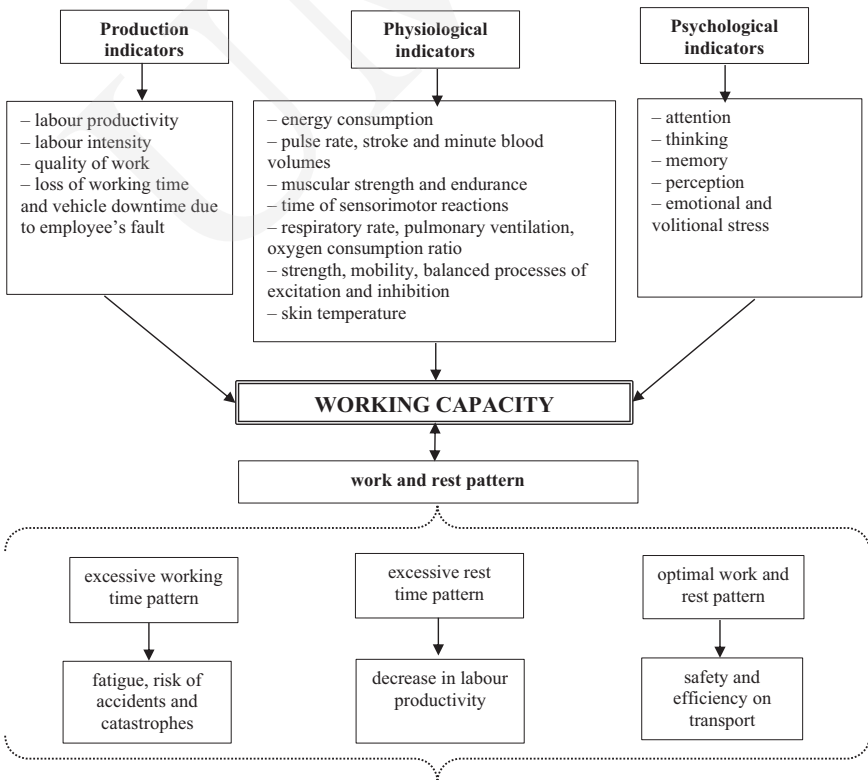 Production
indicators
Physiological
indicators
Psychological
indicators
– labour productivity
– labour intensity
– quality of work
– loss of working time
and vehicle downtime due
to employee’s fault
– energy consumption
– pulse rate, stroke and minute blood
volumes
– muscular strength and endurance
– time of sensorimotor reactions
– respiratory rate, pulmonary ventilation,
oxygen consumption ratio
– strength, mobility, balanced processes of
excitation and inhibition
– skin temperature
– attention
– thinking
– memory
– perception
– emotional and
volitional stress
WORKING CAPACITY
work and rest pattern
excessive working
time pattern
excessive rest
time pattern
optimal work and
rest pattern
fatigue, risk of
accidents and
catastrophes
decrease in labour
productivity
safety and
efficiency on
transport